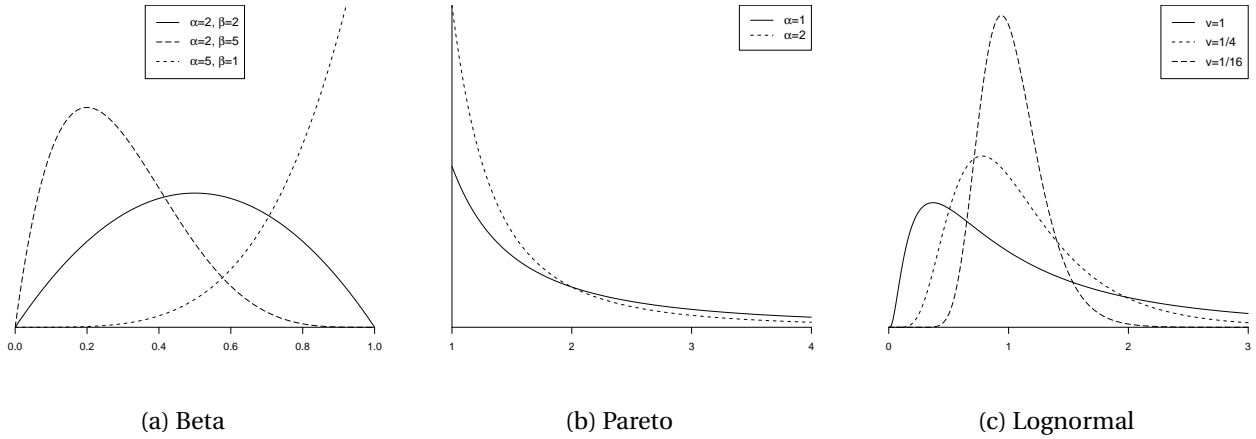 α=2, β=2
α=2, β=5
α=5, β=1
0.0 0.2 0.4 0.6 0.8 1.0
(a) Beta
α=1
α=2
1 2 3 4
(b) Pareto
v=1
v=1/4
v=1/16
0 1 2 3
(c) Lognormal